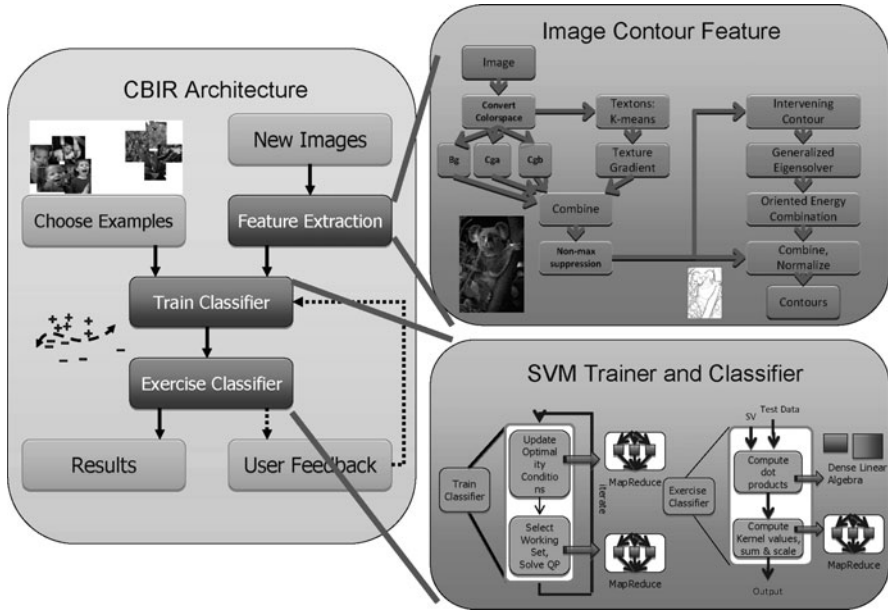 CBIR Architecture
New Images
Choose Examples
Feature Extraction
Train Classifier
Exercise Classifier
Results
User Feedback
Image Contour Feature
Image
Convert
Colorspace
Textons:
K-means
Bg
Cga
Cgb
Texture
Gradient
Combine
Non-max
suppression
Intervening
Contour
Generalized
Eigensolver
Oriented Energy
Combination
Combine,
Normalize
Contours
SVM Trainer and Classifier
Train
Classifier
Update
Optimal
ity
Conditio
ns
Select
Working
Set,
Solve QP
MapReduce
MapReduce
Iterate
Exercise
Classifier
SV
Test Data
Compute
dot
products
Dense Linear
Algebra
Compute
Kernel values,
sum & scale
MapReduce
Output